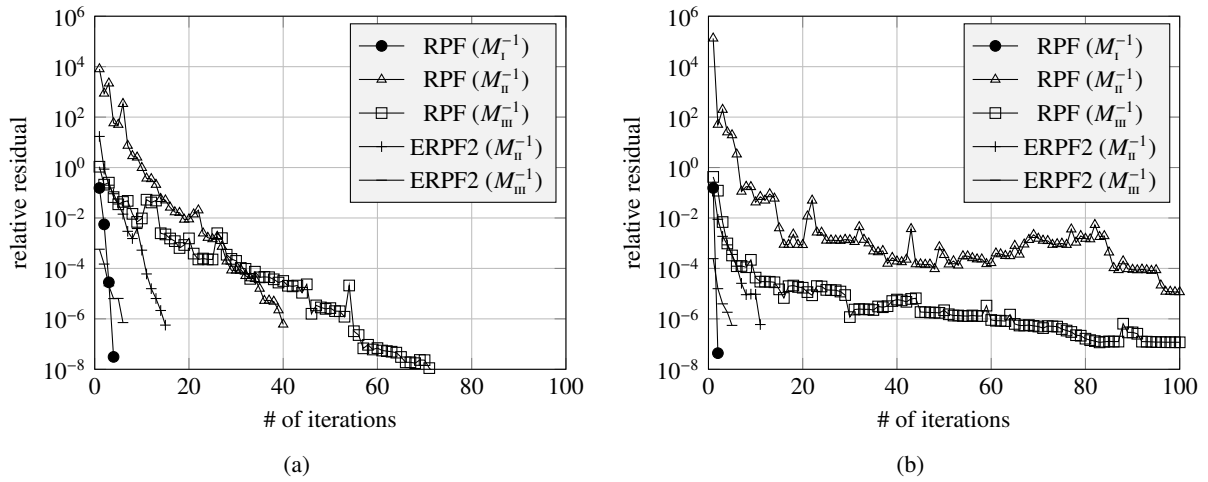 10^6
10^4
10^2
10^0
10^−2
10^−4
10^−6
10^−8
relative residual
0 20 40 60 80 100
# of iterations
RPF (M_I^−1)
RPF (M_II^−1)
RPF (M_III^−1)
ERPF2 (M_II^−1)
ERPF2 (M_III^−1)
(a)
10^6
10^4
10^2
10^0
10^−2
10^−4
10^−6
10^−8
relative residual
0 20 40 60 80 100
# of iterations
RPF (M_I^−1)
RPF (M_II^−1)
RPF (M_III^−1)
ERPF2 (M_II^−1)
ERPF2 (M_III^−1)
(b)